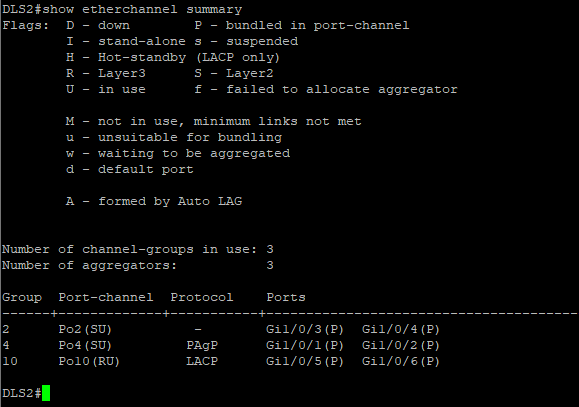 DLS2#show etherchannel summary
Flags:  D - down        P - bundled in port-channel
        I - stand-alone s - suspended
        H - Hot-standby (LACP only)
        R - Layer3      S - Layer2
        U - in use      f - failed to allocate aggregator

        M - not in use, minimum links not met
        u - unsuitable for bundling
        w - waiting to be aggregated
        d - default port

        A - formed by Auto LAG


Number of channel-groups in use: 3
Number of aggregators:           3

Group  Port-channel  Protocol    Ports
------+-------------+-----------+-----------------------------------------------
2      Po2(SU)          -        Gi1/0/3(P)  Gi1/0/4(P)
4      Po4(SU)         PAgP      Gi1/0/1(P)  Gi1/0/2(P)
10     Po10(RU)        LACP      Gi1/0/5(P)  Gi1/0/6(P)

DLS2#